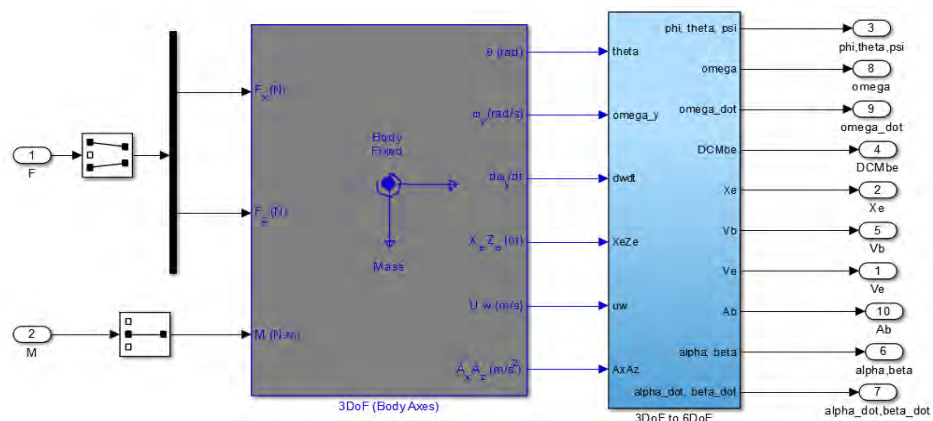 1
F
2
M
F_x (N)
F_z (N)
M (N-m)
Body
Fixed
Mass
θ (rad)
ω_y (rad/s)
dω_y/dt
X_e Z_e (m)
U w (m/s)
A_x A_z (m/s²)
3DoF (Body Axes)
theta
omega_y
dwdt
XeZe
uw
AxAz
phi, theta, psi
omega
omega_dot
DCMbe
Xe
Vb
Ve
Ab
alpha, beta
alpha_dot, beta_dot
3DoF to 6DoF
3
phi,theta,psi
8
omega
9
omega_dot
4
DCMbe
2
Xe
5
Vb
1
Ve
10
Ab
6
alpha,beta
7
alpha_dot,beta_dot